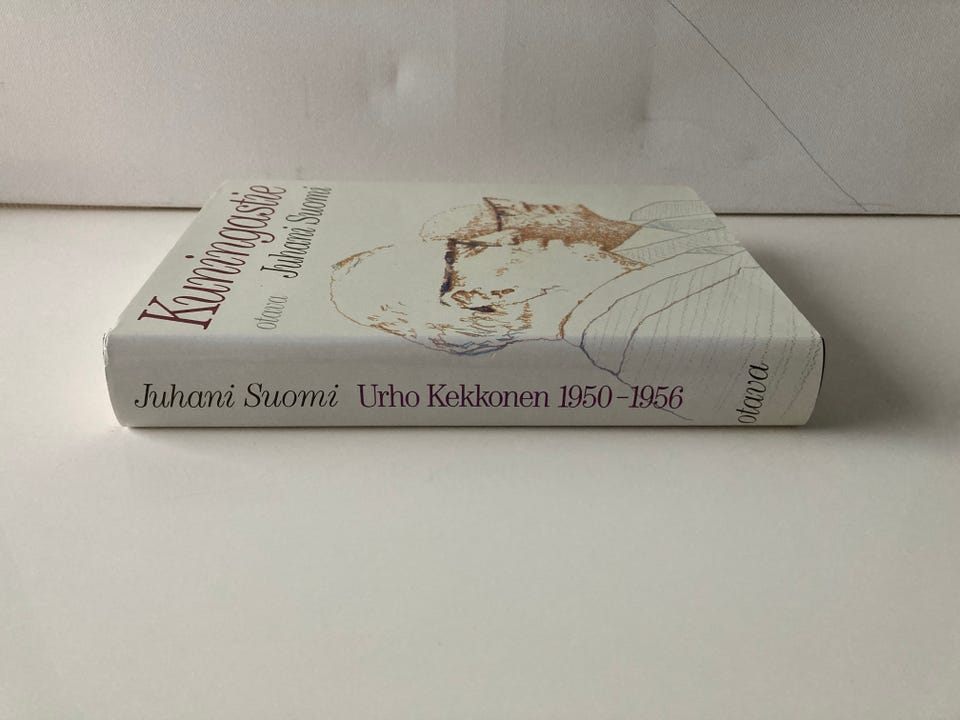 Kuningastie
Juhani Suomi
otava
Juhani Suomi Urho Kekkonen 1950–1956
otava